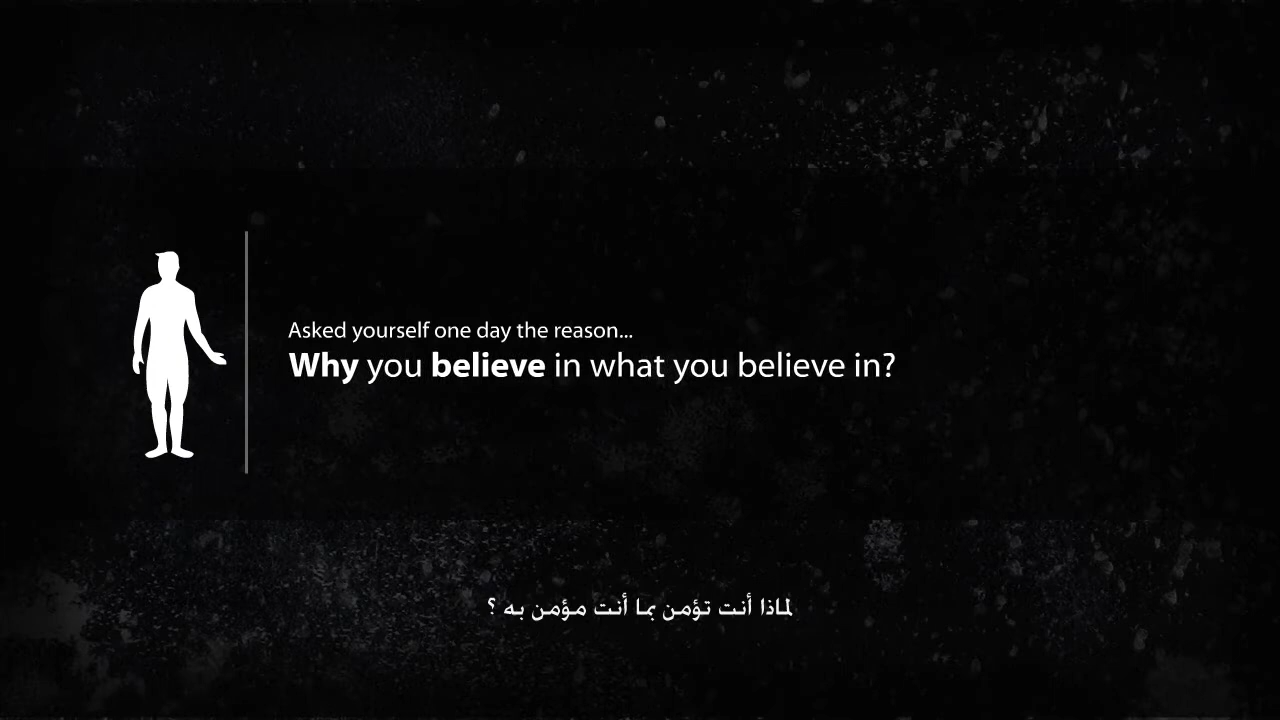 Asked yourself one day the reason...
Why you believe in what you believe in?
لماذا أنت تؤمن بما أنت مؤمن به ؟